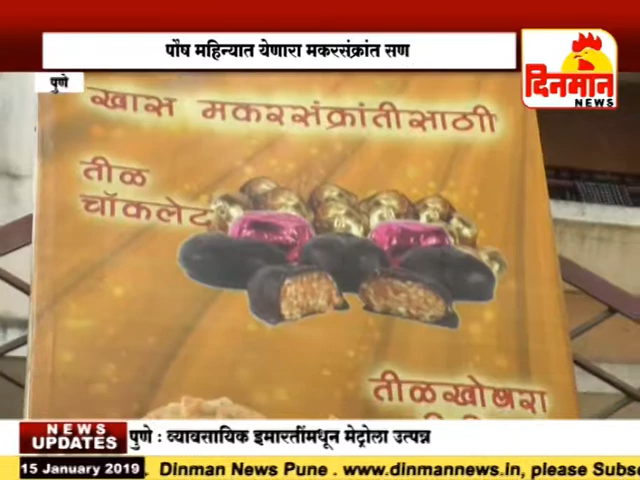 पौष महिन्यात येणारा मकरसंक्रांत सण
दिनमान
NEWS
पुणे
खास मकरसंक्रांतीसाठी
तीळ
चॉकलेट
तीळखोबरा
NEWS
UPDATES
पुणे : व्यावसायिक इमारतींमधून मेट्रोला उत्पन्न
15 January 2019
. Dinman News Pune . www.dinmannews.in, please Subs